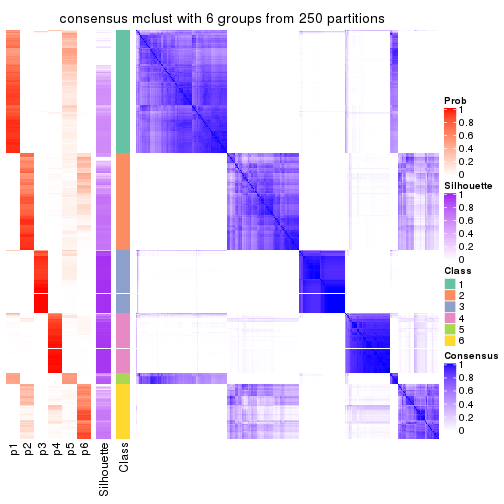 consensus mclust with 6 groups from 250 partitions
Prob
1
0.8
0.6
0.4
0.2
0
Silhouette
1
0.8
0.6
0.4
0.2
0
Class
1
2
3
4
5
6
Consensus
1
0.8
0.6
0.4
0.2
0
p1
p2
p3
p4
p5
p6
Silhouette
Class